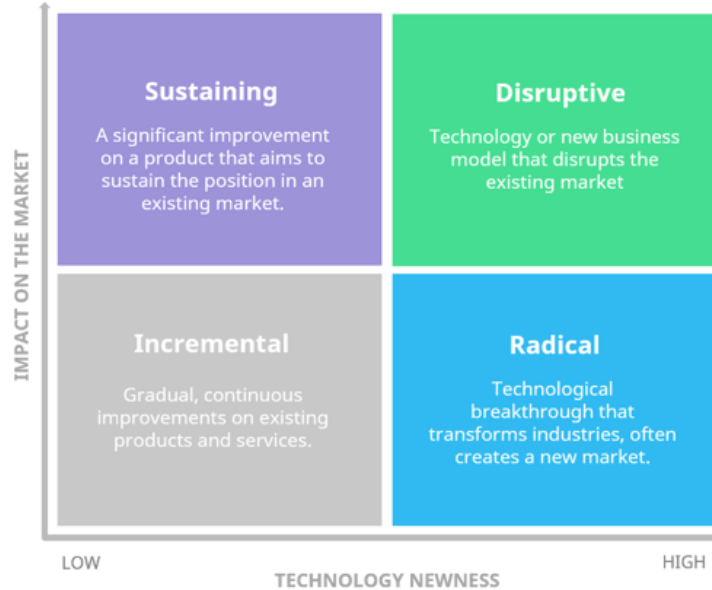 IMPACT ON THE MARKET
Sustaining
A significant improvement
on a product that aims to
sustain the position in an
existing market.
Disruptive
Technology or new business
model that disrupts the
existing market
Incremental
Gradual, continuous
improvements on existing
products and services.
Radical
Technological
breakthrough that
transforms industries, often
creates a new market.
LOW
HIGH
TECHNOLOGY NEWNESS